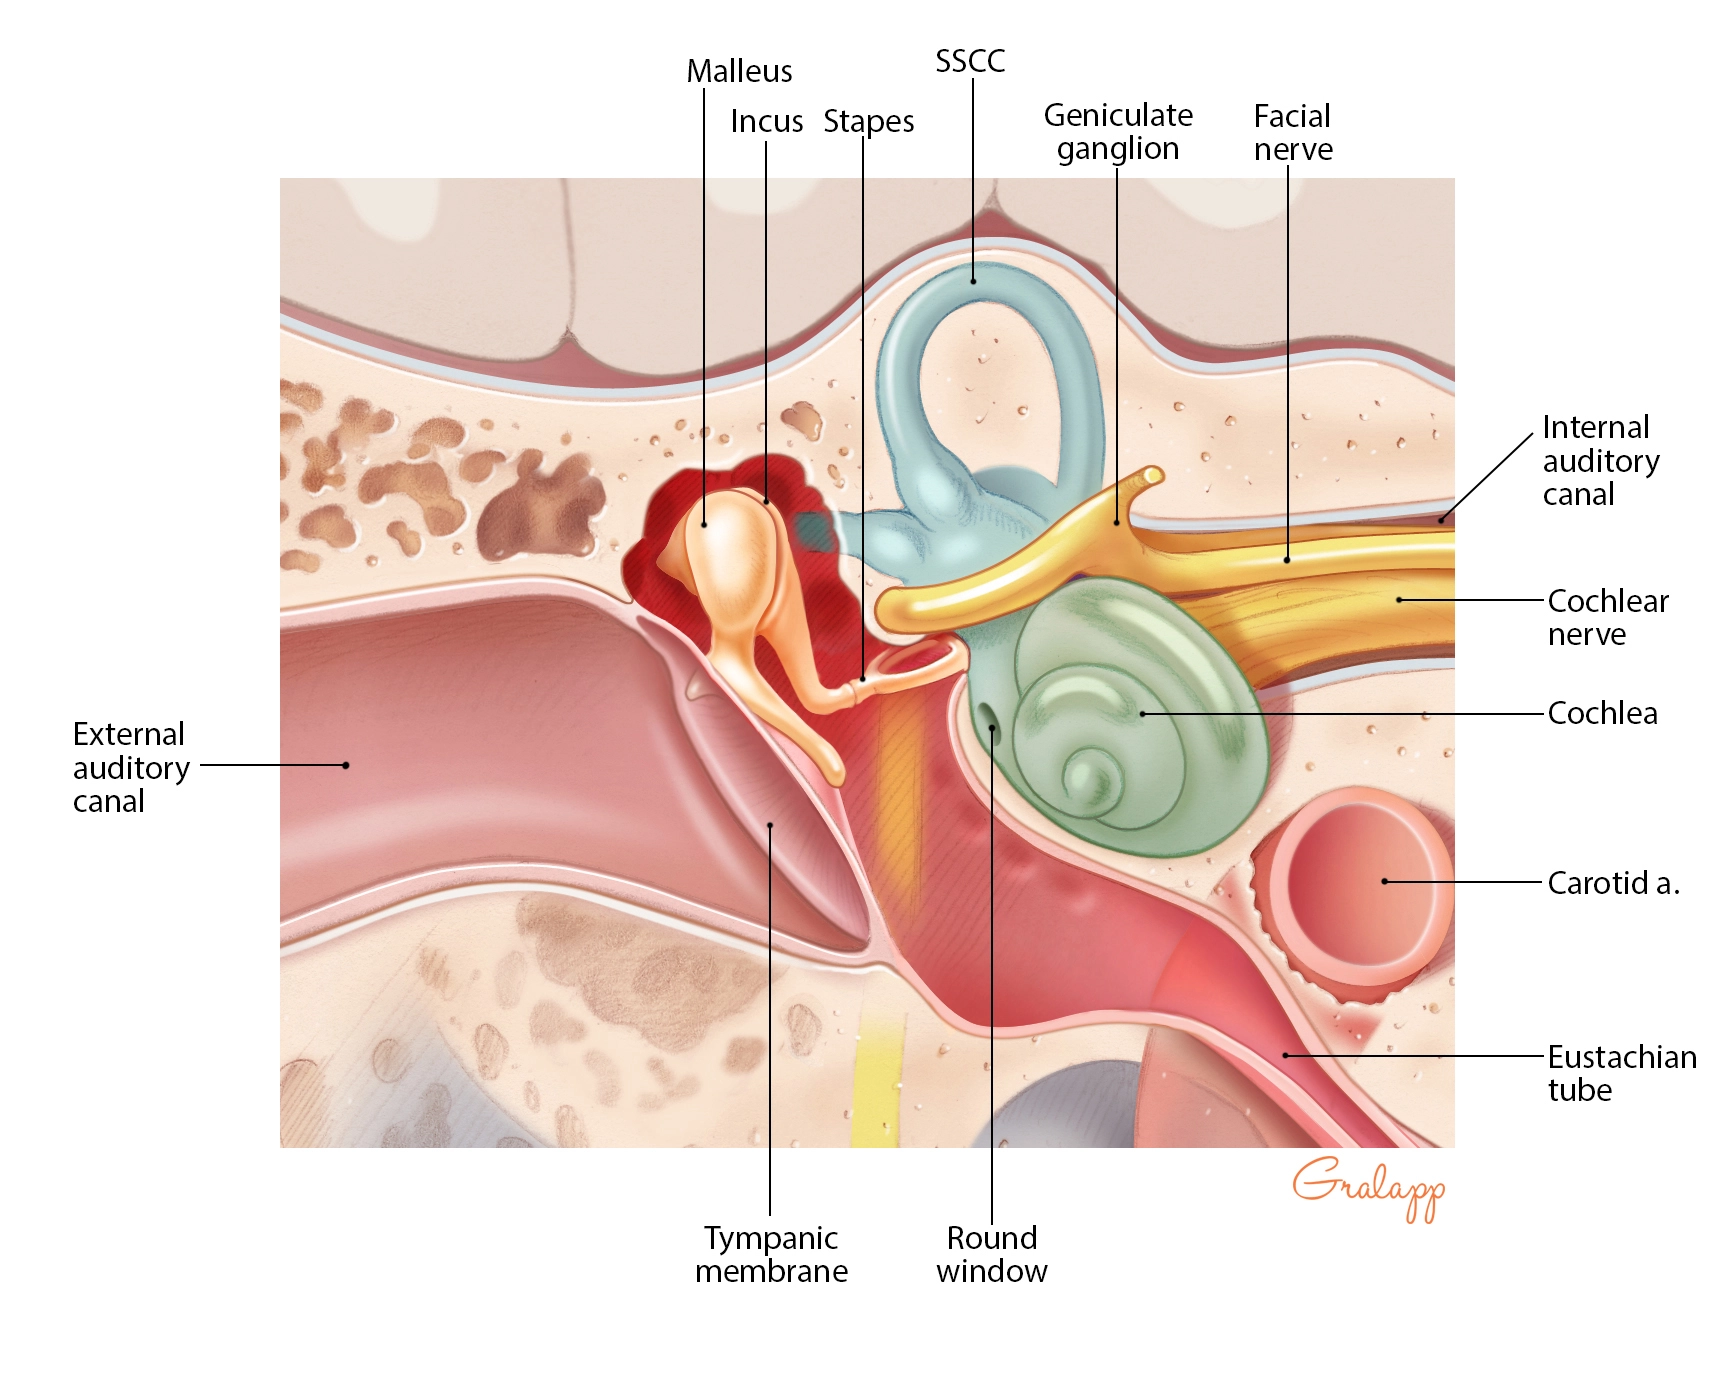 SSCC
Malleus
Incus
Stapes
Geniculate
ganglion
Facial
nerve
Internal
auditory
canal
Cochlear
nerve
Cochlea
External
auditory
canal
Carotid a.
Eustachian
tube
Gralapp
Tympanic
membrane
Round
window